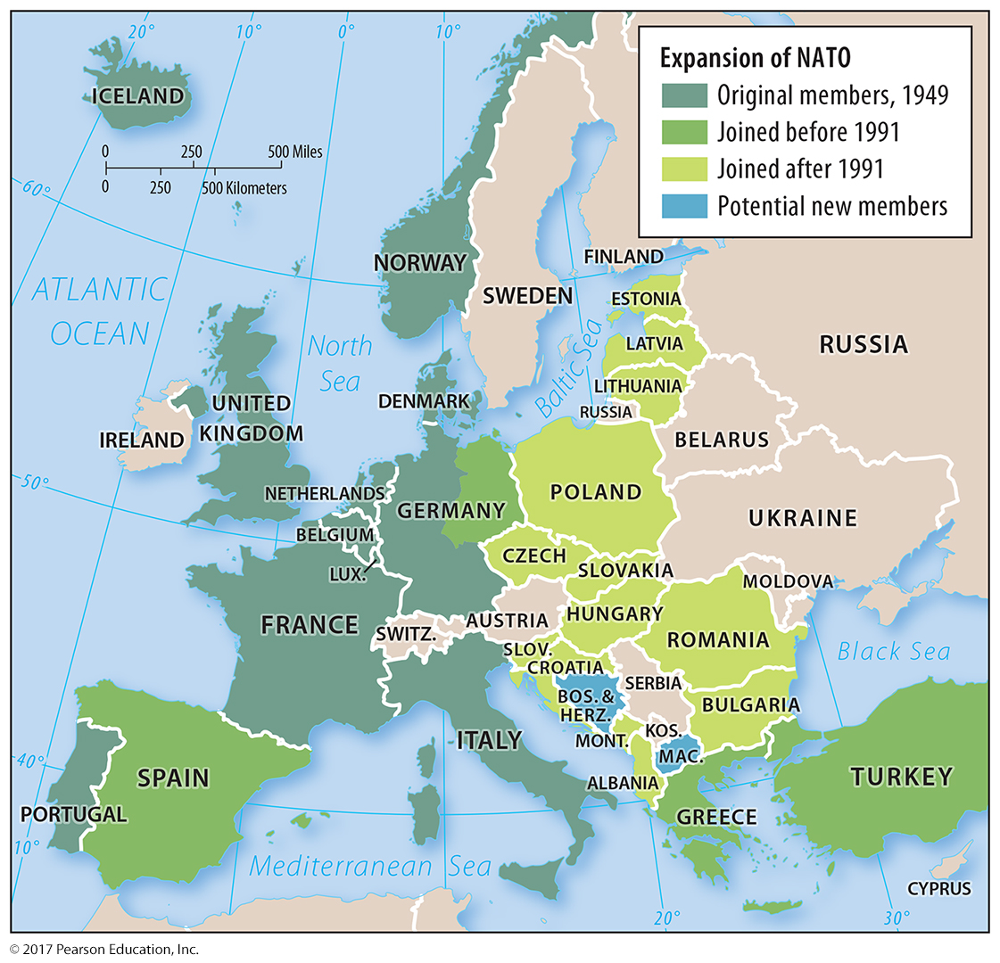 20°
10°
0°
10°
Expansion of NATO
Original members, 1949
Joined before 1991
Joined after 1991
Potential new members
ICELAND
0 250 500 Miles
0 250 500 Kilometers
60°
ATLANTIC
OCEAN
NORWAY
SWEDEN
FINLAND
ESTONIA
RUSSIA
LATVIA
North
Sea
Baltic Sea
LITHUANIA
RUSSIA
DENMARK
UNITED
KINGDOM
IRELAND
BELARUS
50°
NETHERLANDS
GERMANY
POLAND
UKRAINE
BELGIUM
LUX.
CZECH
SLOVAKIA
MOLDOVA
FRANCE
SWITZ.
AUSTRIA
HUNGARY
ROMANIA
SLOV.
CROATIA
Black Sea
SERBIA
BOS. &
HERZ.
BULGARIA
KOS.
MONT.
MAC.
ITALY
40°
SPAIN
ALBANIA
TURKEY
PORTUGAL
GREECE
10°
Mediterranean Sea
CYPRUS
20°
30°
© 2017 Pearson Education, Inc.